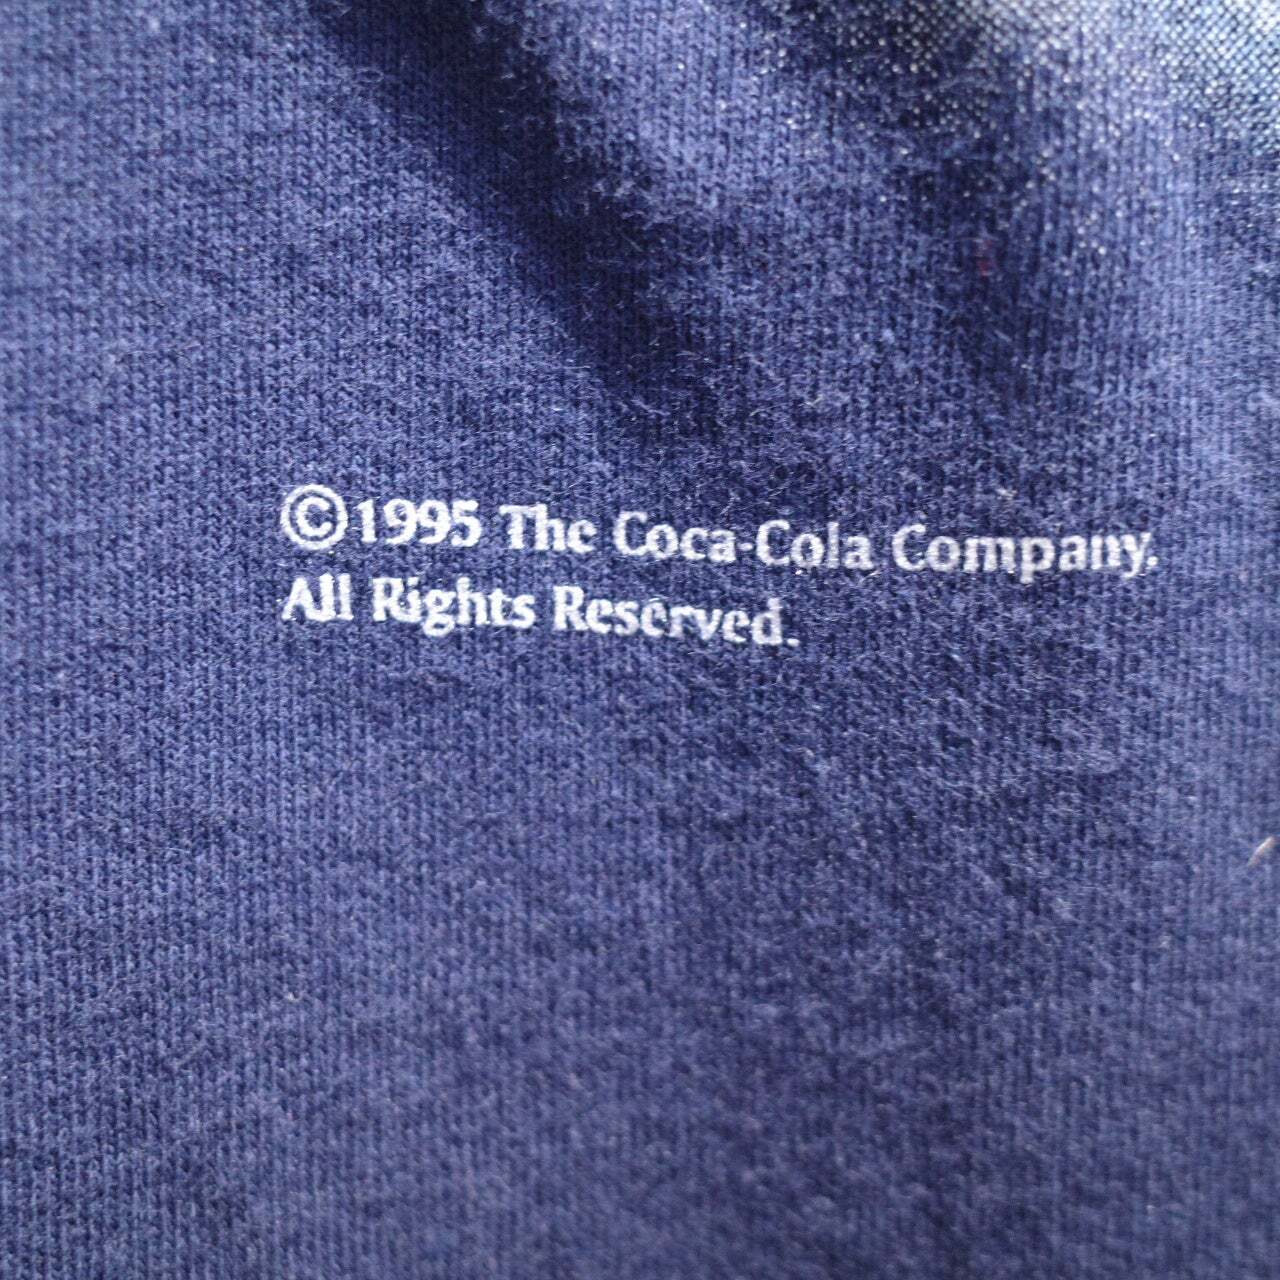 ©1995 The Coca-Cola Company.
All Rights Reserved.